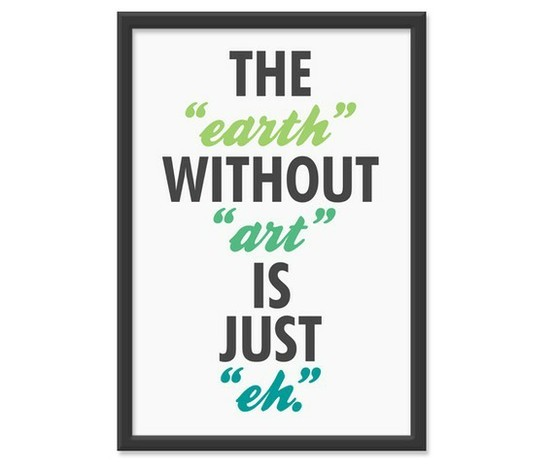 THE
“earth”
WITHOUT
“art”
IS
JUST
“eh.”